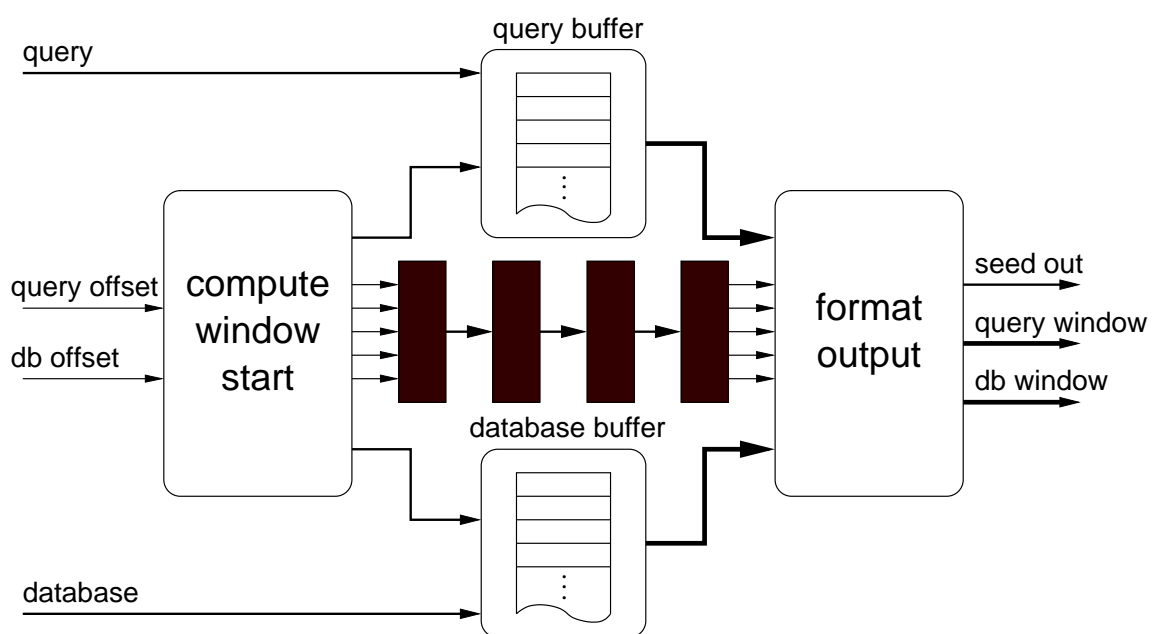 query buffer
query
compute
window
start
query offset
db offset
format
output
seed out
query window
db window
database buffer
database